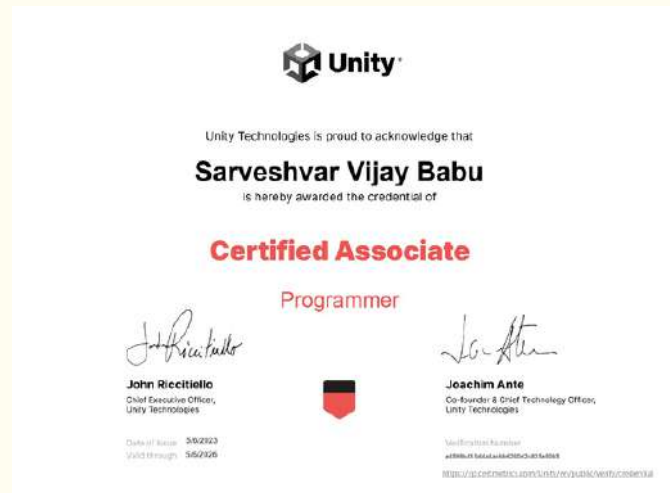 Unity
Unity Technologies is proud to acknowledge that
Sarveshvar Vijay Babu
is hereby awarded the credential of
Certified Associate
Programmer
John Riccitiello
Chief Executive Officer,
Unity Technologies
Joachim Ante
Co-founder & Chief Technology Officer,
Unity Technologies
Date of Issue 5/6/2023
Valid through 5/6/2026
Verification Number